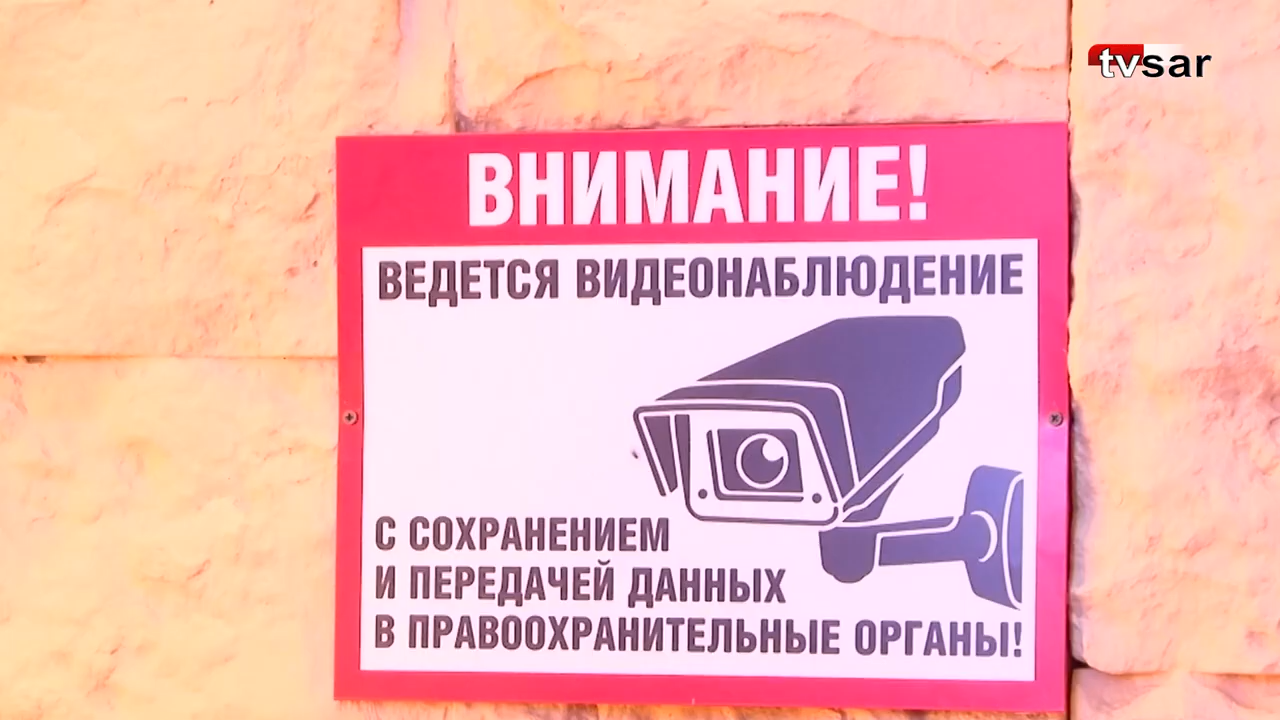 tvsar
ВНИМАНИЕ!
ВЕДЕТСЯ ВИДЕОНАБЛЮДЕНИЕ
С СОХРАНЕНИЕМ
И ПЕРЕДАЧЕЙ ДАННЫХ
В ПРАВООХРАНИТЕЛЬНЫЕ ОРГАНЫ!